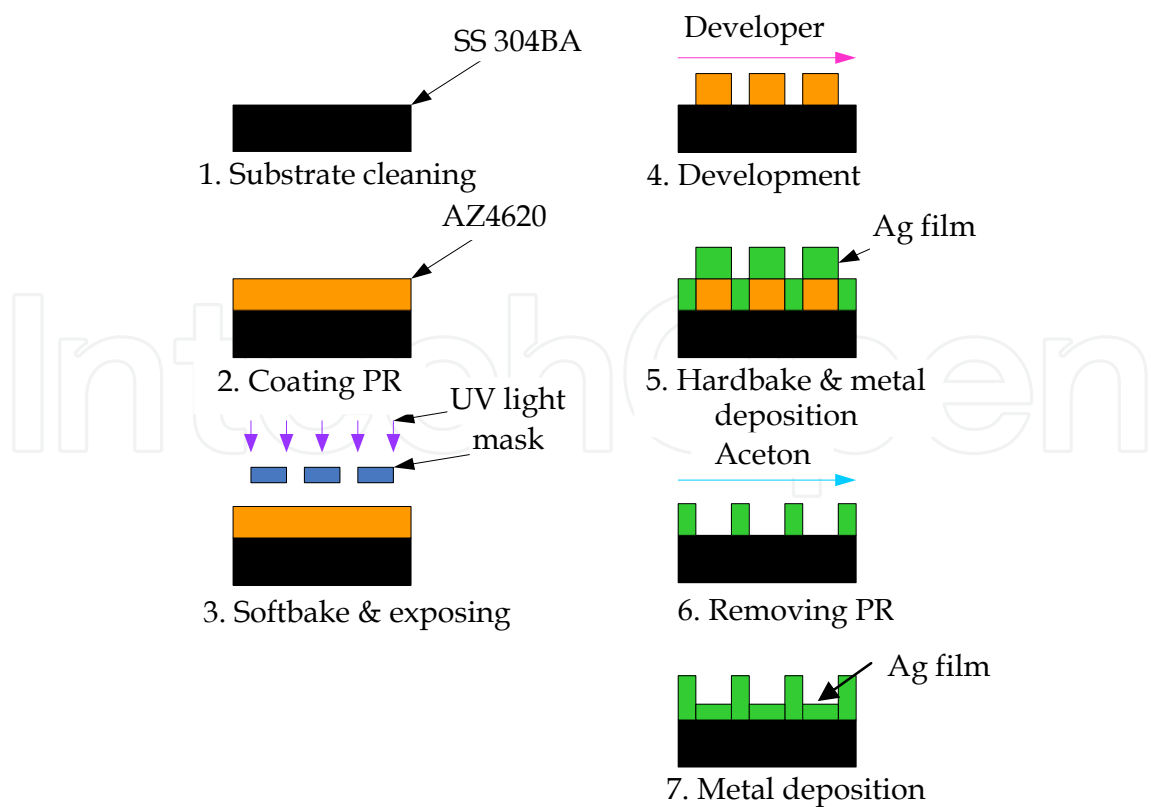 SS 304BA
1. Substrate cleaning
AZ4620
2. Coating PR
UV light
mask
3. Softbake & exposing
Developer
4. Development
Ag film
5. Hardbake & metal
deposition
Aceton
6. Removing PR
Ag film
7. Metal deposition
IntechOpen